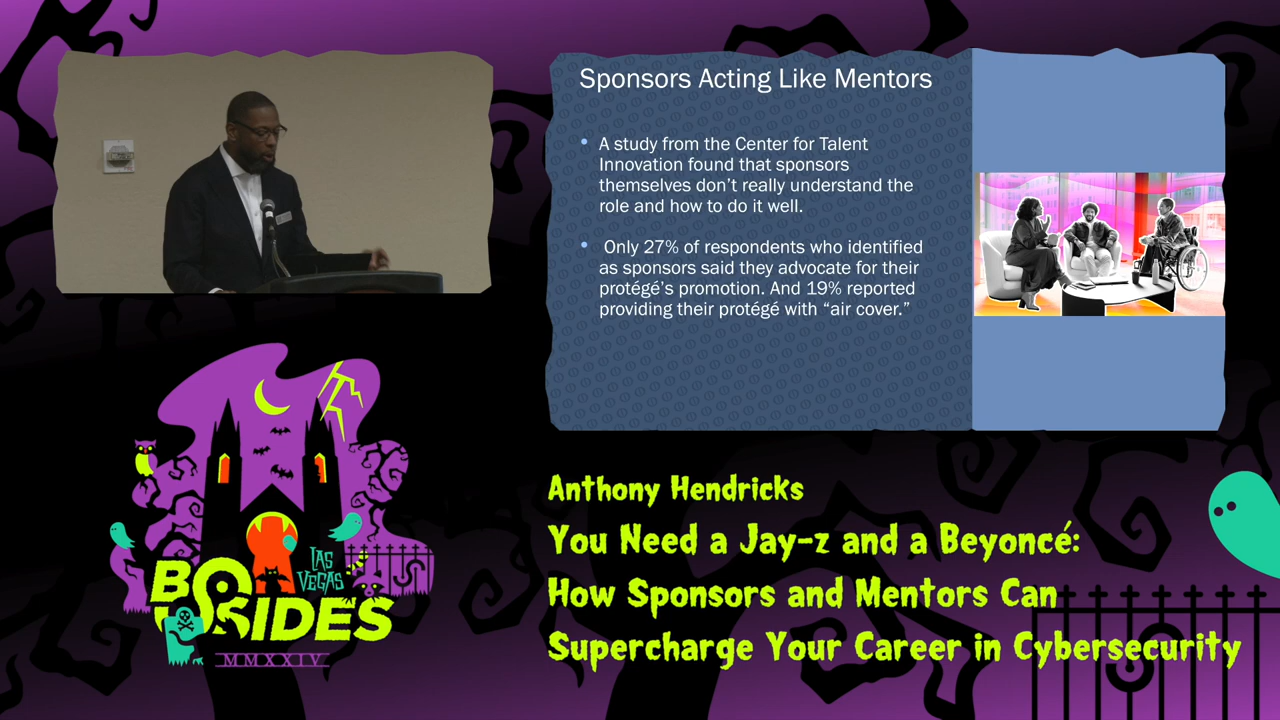 Sponsors Acting Like Mentors
• A study from the Center for Talent
Innovation found that sponsors
themselves don’t really understand the
role and how to do it well.
• Only 27% of respondents who identified
as sponsors said they advocate for their
protégé’s promotion. And 19% reported
providing their protégé with “air cover.”
LAS
VEGAS
BSIDES
MMXXIV
Anthony Hendricks
You Need a Jay-z and a Beyoncé:
How Sponsors and Mentors Can
Supercharge Your Career in Cybersecurity